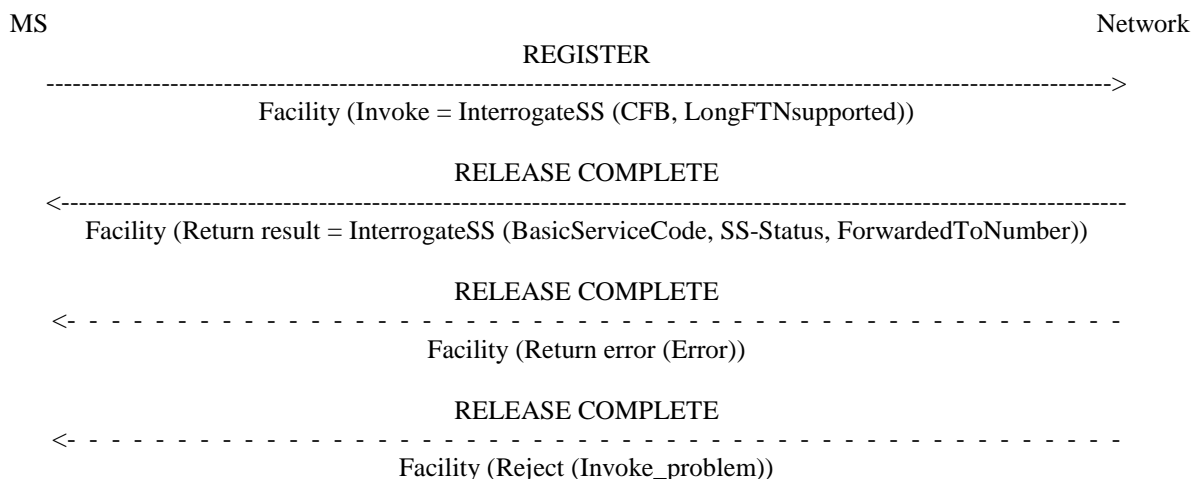 MS Network
REGISTER
------------------------------------------------------------------------------------------------------------------------>
Facility (Invoke = InterrogateSS (CFB, LongFTNsupported))
RELEASE COMPLETE
<------------------------------------------------------------------------------------------------------------------------
Facility (Return result = InterrogateSS (BasicServiceCode, SS-Status, ForwardedToNumber))
RELEASE COMPLETE
<- - - - - - - - - - - - - - - - - - - - - - - - - - - - - - - - - - - - - - - - - - - - - - - -
Facility (Return error (Error))
RELEASE COMPLETE
<- - - - - - - - - - - - - - - - - - - - - - - - - - - - - - - - - - - - - - - - - - - - - - - -
Facility (Reject (Invoke_problem))